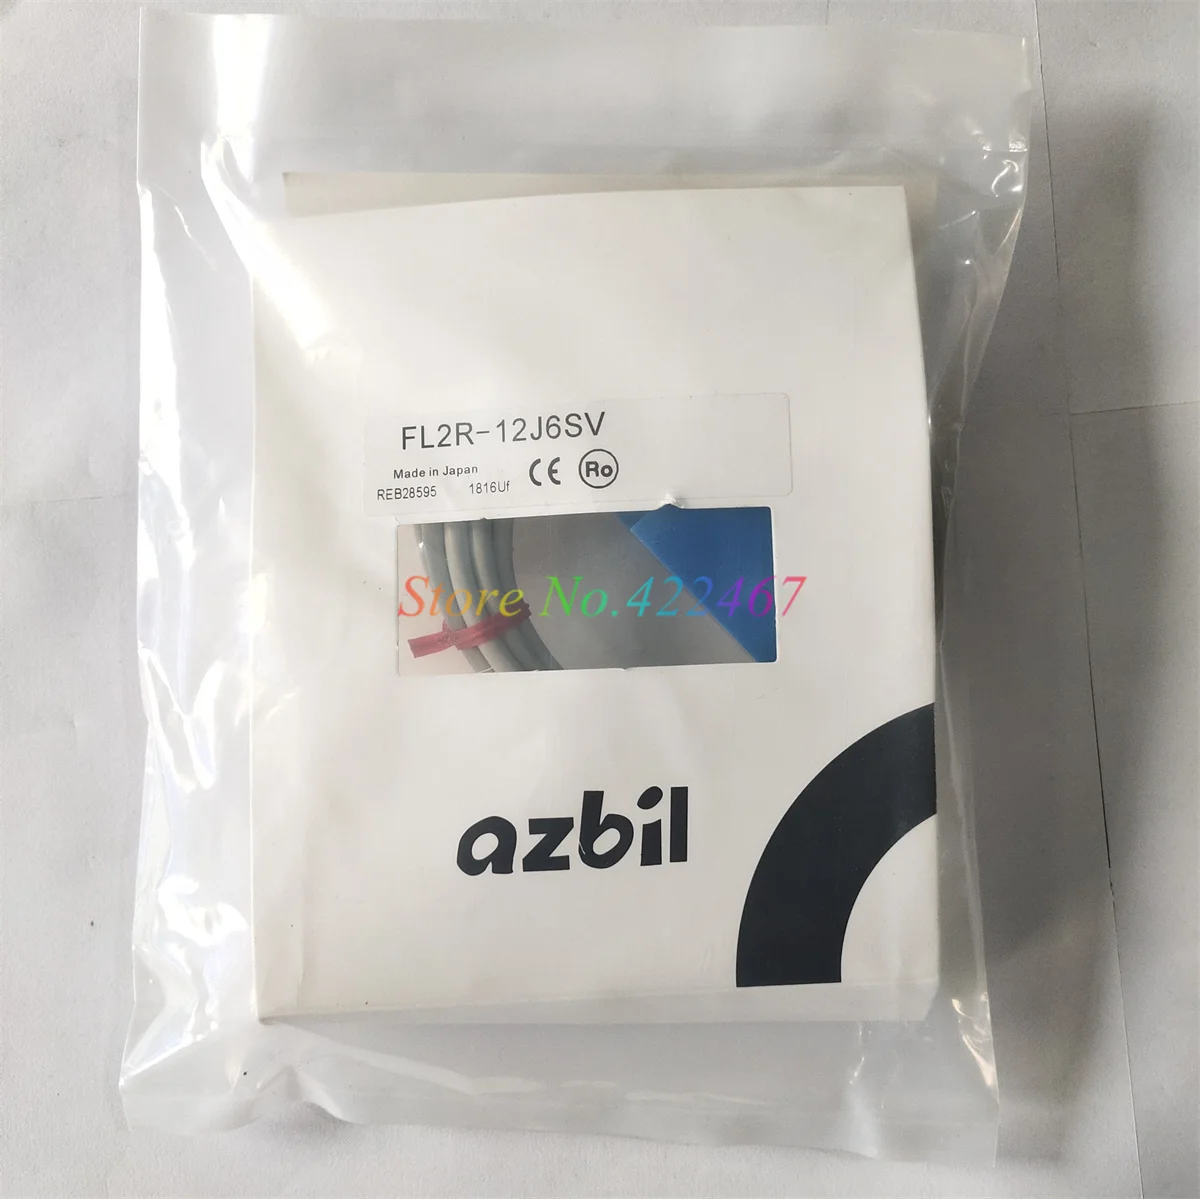 FL2R-12J6SV
Made in Japan CE Ro
REB28595 1816Uf
Store No.422467
azbil